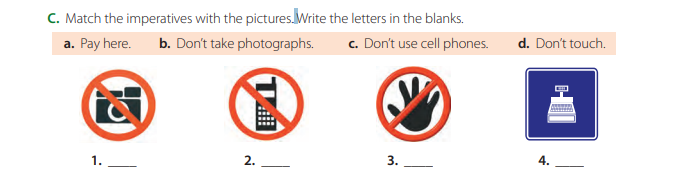 C. Match the imperatives with the pictures. Write the letters in the blanks.
a. Pay here. b. Don't take photographs. c. Don't use cell phones. d. Don't touch.
1. ____ 2. ____ 3. ____ 4. ____